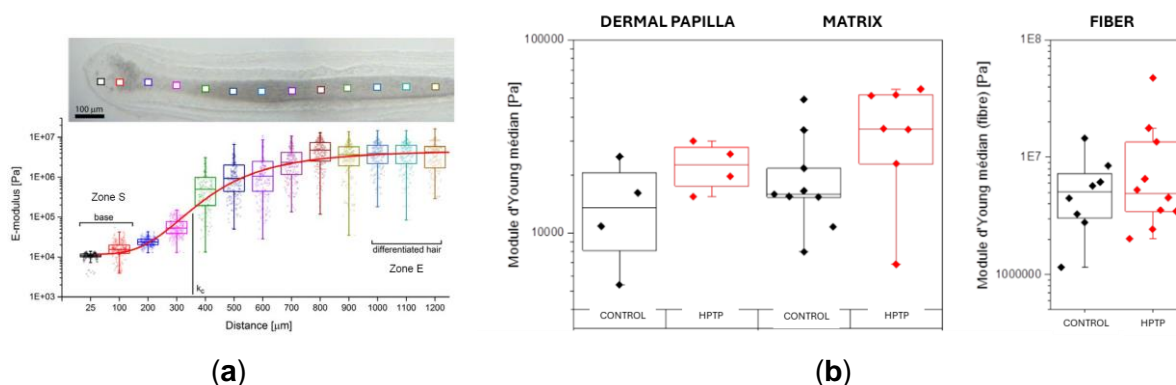 100 µm
E-modulus [Pa]
1E+07
1E+06
1E+05
1E+04
1E+03
Zone S
base
differentiated hair
Zone E
k꜀
25 100 200 300 400 500 600 700 800 900 1000 1100 1200
Distance [µm]
(a)
DERMAL PAPILLA MATRIX
Module d'Young médian [Pa]
100000
10000
CONTROL HPTP CONTROL HPTP
FIBER
Module d'Young médian (fibre) [Pa]
1E8
1E7
1000000
CONTROL HPTP
(b)